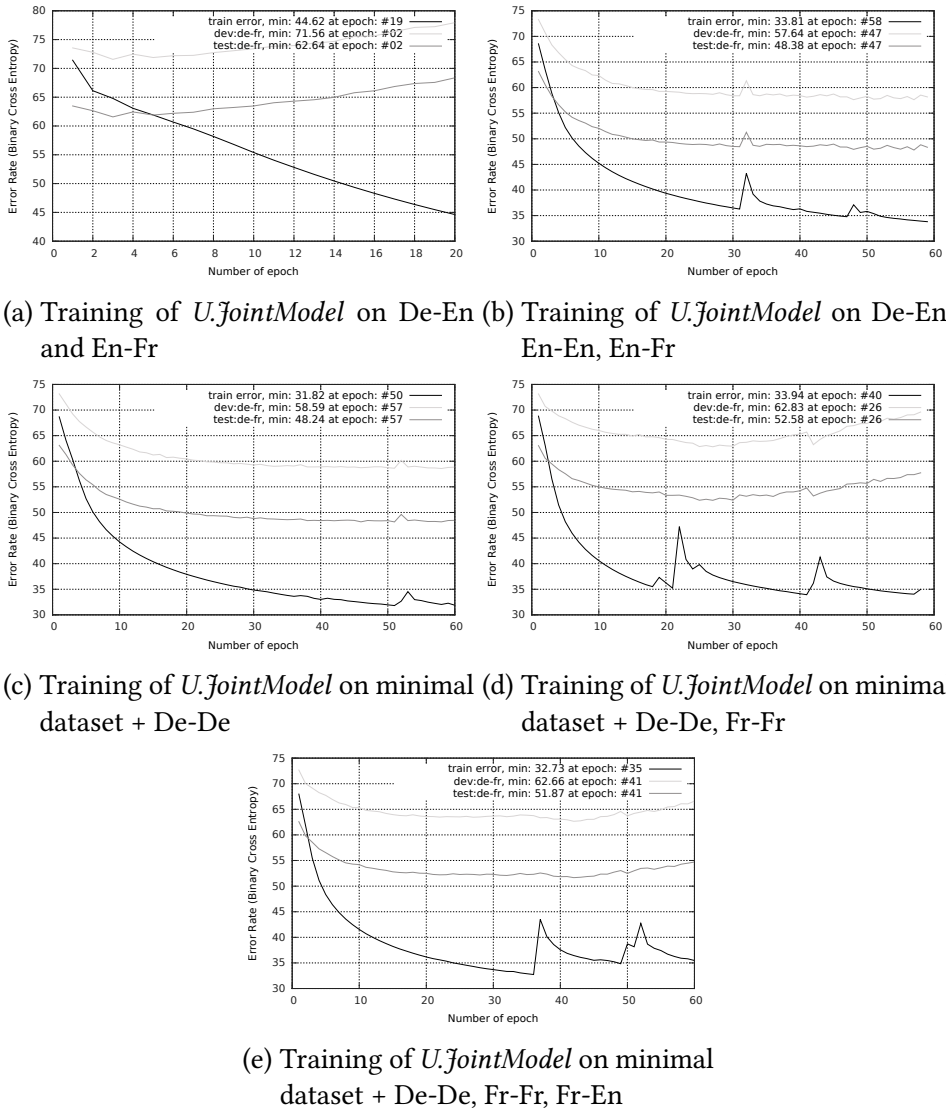 80
75
70
65
60
55
50
45
40
0 2 4 6 8 10 12 14 16 18 20
Error Rate (Binary Cross Entropy)
Number of epoch
train error, min: 44.62 at epoch: #19
dev:de-fr, min: 71.56 at epoch: #02
test:de-fr, min: 62.64 at epoch: #02
75
70
65
60
55
50
45
40
35
30
0 10 20 30 40 50 60
Error Rate (Binary Cross Entropy)
Number of epoch
train error, min: 33.81 at epoch: #58
dev:de-fr, min: 57.64 at epoch: #47
test:de-fr, min: 48.38 at epoch: #47
(a) Training of U.JointModel on De-En
and En-Fr
(b) Training of U.JointModel on De-En
En-En, En-Fr
75
70
65
60
55
50
45
40
35
30
0 10 20 30 40 50 60
Error Rate (Binary Cross Entropy)
Number of epoch
train error, min: 31.82 at epoch: #50
dev:de-fr, min: 58.59 at epoch: #57
test:de-fr, min: 48.24 at epoch: #57
75
70
65
60
55
50
45
40
35
30
0 10 20 30 40 50 60
Error Rate (Binary Cross Entropy)
Number of epoch
train error, min: 33.94 at epoch: #40
dev:de-fr, min: 62.83 at epoch: #26
test:de-fr, min: 52.58 at epoch: #26
(c) Training of U.JointModel on minimal
dataset + De-De
(d) Training of U.JointModel on minima
dataset + De-De, Fr-Fr
75
70
65
60
55
50
45
40
35
30
0 10 20 30 40 50 60
Error Rate (Binary Cross Entropy)
Number of epoch
train error, min: 32.73 at epoch: #35
dev:de-fr, min: 62.66 at epoch: #41
test:de-fr, min: 51.87 at epoch: #41
(e) Training of U.JointModel on minimal
dataset + De-De, Fr-Fr, Fr-En